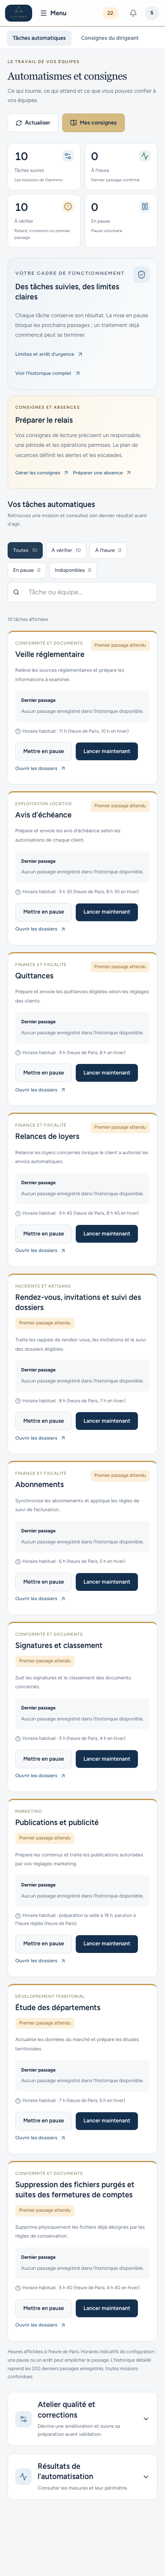 Menu
22
S
Tâches automatiques
Consignes du dirigeant
LE TRAVAIL DE VOS ÉQUIPES
Automatismes et consignes
Ce qui tourne, ce qui attend et ce que vous pouvez confier à vos équipes.
Actualiser
Mes consignes
10
Tâches suivies
Les missions de Gestimmo
0
À l'heure
Dernier passage confirmé
10
À vérifier
Retard, connexion ou premier passage
0
En pause
Pause volontaire
VOTRE CADRE DE FONCTIONNEMENT
Des tâches suivies, des limites claires
Chaque tâche conserve son résultat. La mise en pause bloque les prochains passages ; un traitement déjà commencé peut se terminer.
Limites et arrêt d'urgence
Voir l'historique complet
CONSIGNES ET ABSENCES
Préparer le relais
Vos consignes de lecture précisent un responsable, une période et les opérations permises. Le plan de absence définit les alertes et les escalades.
Gérer les consignes
Préparer une absence
Vos tâches automatiques
Retrouvez une mission et consultez son dernier résultat avant d'agir.
Toutes 10
À vérifier 10
À l'heure 0
En pause 0
Indisponibles 0
Tâche ou équipe...
10 tâches affichées
CONFORMITÉ ET DOCUMENTS
Premier passage attendu
Veille réglementaire
Relève les sources réglementaires et prépare les informations à examiner.
Dernier passage
Aucun passage enregistré dans l'historique disponible.
Horaire habituel : 11 h (heure de Paris, 10 h en hiver)
Mettre en pause
Lancer maintenant
Ouvrir les dossiers
EXPLOITATION LOCATIVE
Premier passage attendu
Avis d'échéance
Prépare et envoie les avis d'échéance selon les autorisations de chaque client.
Dernier passage
Aucun passage enregistré dans l'historique disponible.
Horaire habituel : 9 h 30 (heure de Paris, 8 h 30 en hiver)
Mettre en pause
Lancer maintenant
Ouvrir les dossiers
FINANCE ET FISCALITÉ
Premier passage attendu
Quittances
Prépare et envoie les quittances éligibles selon les réglages des clients.
Dernier passage
Aucun passage enregistré dans l'historique disponible.
Horaire habituel : 9 h (heure de Paris, 8 h en hiver)
Mettre en pause
Lancer maintenant
Ouvrir les dossiers
FINANCE ET FISCALITÉ
Premier passage attendu
Relances de loyers
Relance les loyers concernés lorsque le client a autorisé les envois automatiques.
Dernier passage
Aucun passage enregistré dans l'historique disponible.
Horaire habituel : 9 h 45 (heure de Paris, 8 h 45 en hiver)
Mettre en pause
Lancer maintenant
Ouvrir les dossiers
INCIDENTS ET ARTISANS
Rendez-vous, invitations et suivi des dossiers
Premier passage attendu
Traite les rappels de rendez-vous, les invitations et le suivi des dossiers éligibles.
Dernier passage
Aucun passage enregistré dans l'historique disponible.
Horaire habituel : 8 h (heure de Paris, 7 h en hiver)
Mettre en pause
Lancer maintenant
Ouvrir les dossiers
FINANCE ET FISCALITÉ
Premier passage attendu
Abonnements
Synchronise les abonnements et applique les règles de suivi de facturation.
Dernier passage
Aucun passage enregistré dans l'historique disponible.
Horaire habituel : 6 h (heure de Paris, 5 h en hiver)
Mettre en pause
Lancer maintenant
Ouvrir les dossiers
CONFORMITÉ ET DOCUMENTS
Signatures et classement
Premier passage attendu
Suit les signatures et le classement des documents concernés.
Dernier passage
Aucun passage enregistré dans l'historique disponible.
Horaire habituel : 5 h (heure de Paris, 4 h en hiver)
Mettre en pause
Lancer maintenant
Ouvrir les dossiers
MARKETING
Publications et publicité
Premier passage attendu
Prépare les contenus et traite les publications autorisées par vos réglages marketing.
Dernier passage
Aucun passage enregistré dans l'historique disponible.
Horaire habituel : préparation la veille à 18 h, parution à l'heure réglée (heure de Paris)
Mettre en pause
Lancer maintenant
Ouvrir les dossiers
DÉVELOPPEMENT TERRITORIAL
Étude des départements
Premier passage attendu
Actualise les données du marché et prépare les études territoriales.
Dernier passage
Aucun passage enregistré dans l'historique disponible.
Horaire habituel : 7 h (heure de Paris, 6 h en hiver)
Mettre en pause
Lancer maintenant
Ouvrir les dossiers
CONFORMITÉ ET DOCUMENTS
Suppression des fichiers purgés et suites des fermetures de comptes
Premier passage attendu
Supprime physiquement les fichiers déjà désignés par les règles de conservation.
Dernier passage
Aucun passage enregistré dans l'historique disponible.
Horaire habituel : 5 h 40 (heure de Paris, 4 h 40 en hiver)
Mettre en pause
Lancer maintenant
Ouvrir les dossiers
Heures affichées à l'heure de Paris. Horaires indicatifs de configuration : une pause ou un arrêt peut empêcher le passage. L'historique détaillé reprend les 200 derniers passages enregistrés, toutes missions confondues.
Atelier qualité et corrections
Décrire une amélioration et suivre sa préparation avant validation.
Résultats de l'automatisation
Consulter les mesures et leur périmètre.